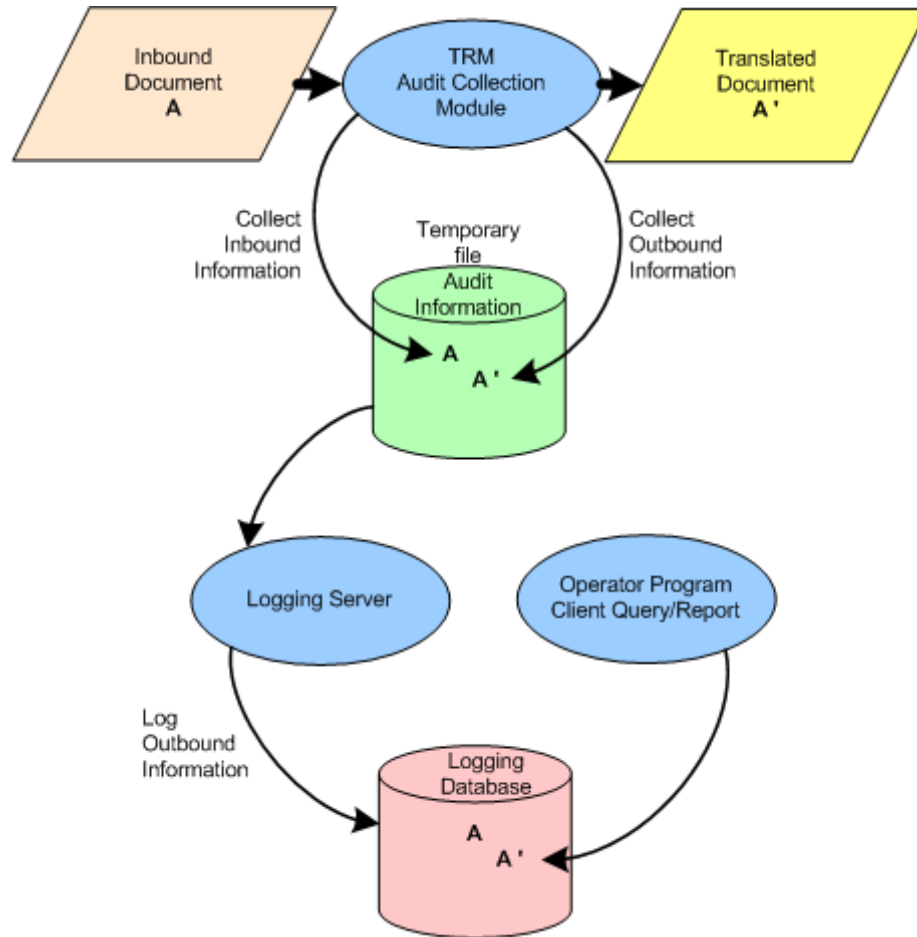 Inbound
Document
A
TRM
Audit Collection
Module
Translated
Document
A '
Collect
Inbound
Information
Temporary
file
Audit
Information
A
A '
Collect
Outbound
Information
Logging Server
Operator Program
Client Query/Report
Log
Outbound
Information
Logging
Database
A
A '